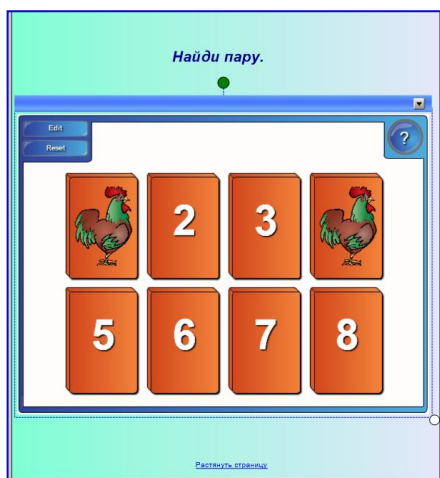 Найди пару.
Edit
Reset
?
2 3
5 6 7 8
Растянуть страницу